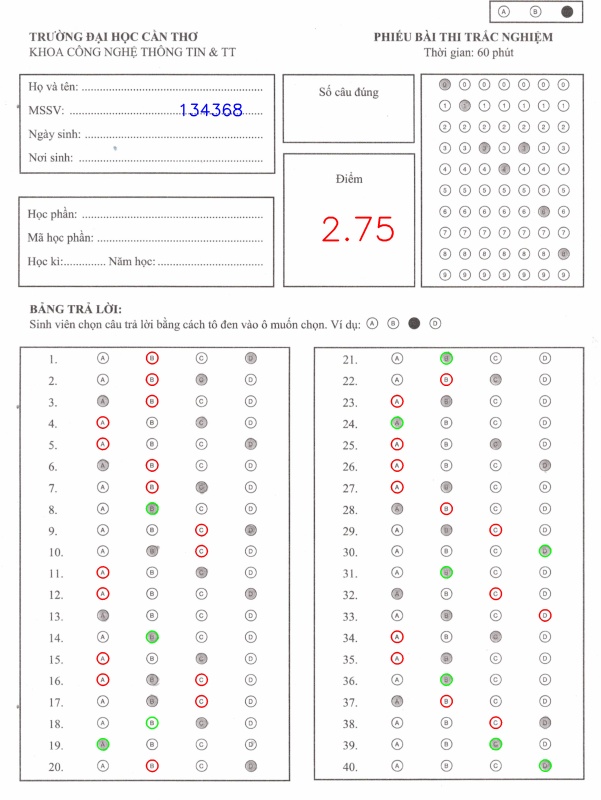 A B
TRƯỜNG ĐẠI HỌC CẦN THƠ
KHOA CÔNG NGHỆ THÔNG TIN & TT
PHIẾU BÀI THI TRẮC NGHIỆM
Thời gian: 60 phút
Họ và tên:
MSSV: 134368
Ngày sinh:
Nơi sinh:
Số câu đúng
Điểm
2.75
Học phần:
Mã học phần:
Học kì: Năm học:
0 0 0 0 0 0 0
1 1 1 1 1 1 1
2 2 2 2 2 2 2
3 3 3 3 3 3 3
4 4 4 4 4 4 4
5 5 5 5 5 5 5
6 6 6 6 6 6 6
7 7 7 7 7 7 7
8 8 8 8 8 8 8
9 9 9 9 9 9 9
BẢNG TRẢ LỜI:
Sinh viên chọn câu trả lời bằng cách tô đen vào ô muốn chọn. Ví dụ: A B D
1. A B C D
2. A B C D
3. A B C D
4. A B C D
5. A B C D
6. A B C D
7. A B C D
8. A B C D
9. A B C D
10. A B C D
11. A B C D
12. A B C D
13. A B C D
14. A B C D
15. A B C D
16. A B C D
17. A B C D
18. A B C D
19. A B C D
20. A B C D
21. A B C D
22. A B C D
23. A B C D
24. A B C D
25. A B C D
26. A B C D
27. A B C D
28. A B C D
29. A B C D
30. A B C D
31. A B C D
32. A B C D
33. A B C D
34. A B C D
35. A B C D
36. A B C D
37. A B C D
38. A B C D
39. A B C D
40. A B C D